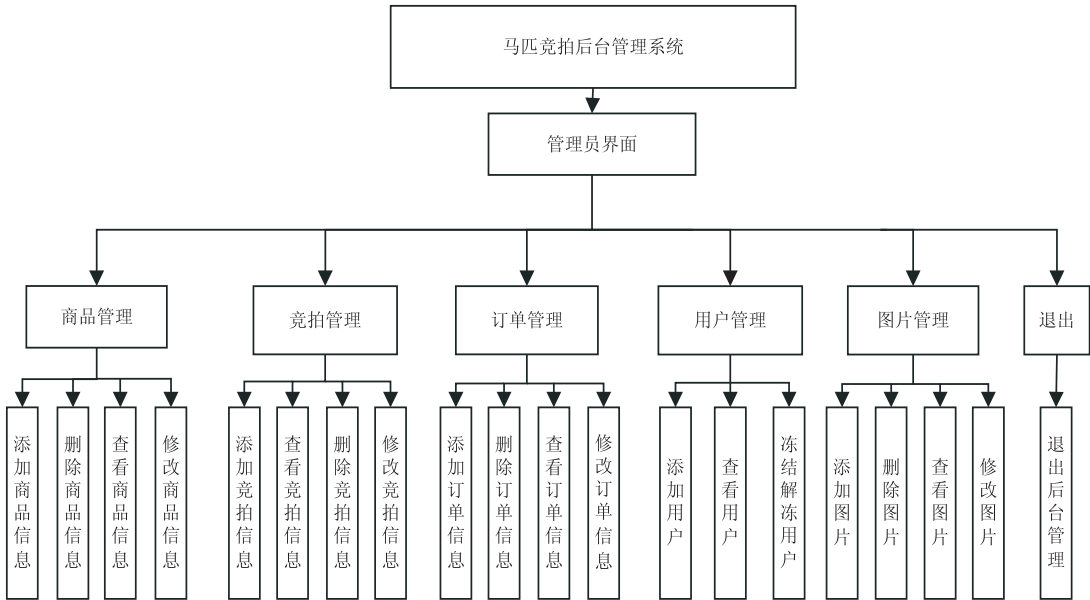 马匹竞拍后台管理系统
管理员界面
商品管理
竞拍管理
订单管理
用户管理
图片管理
退出
添加商品信息
删除商品信息
查看商品信息
修改商品信息
添加竞拍信息
查看竞拍信息
删除竞拍信息
修改竞拍信息
添加订单信息
删除订单信息
查看订单信息
修改订单信息
添加用户
查看用户
冻结解冻用户
添加图片
删除图片
查看图片
修改图片
退出后台管理